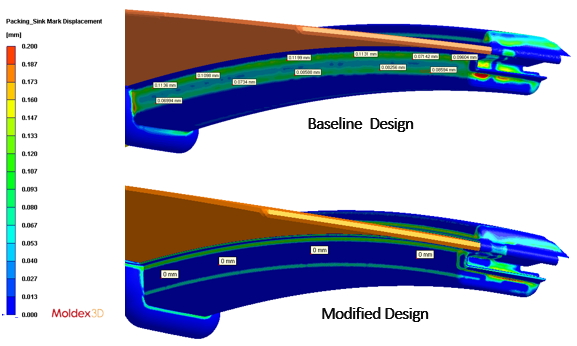 Packing_Sink Mark Displacement
[mm]
0.200
0.187
0.173
0.160
0.147
0.133
0.120
0.107
0.093
0.080
0.067
0.053
0.040
0.027
0.013
0.000
Moldex3D
0.1199 mm
0.1131 mm
0.07142 mm
0.09604 mm
0.1098 mm
0.08500 mm
0.08256 mm
0.08584 mm
0.1136 mm
0.0734 mm
0.08994 mm
Baseline Design
0 mm
0 mm
0 mm
0 mm
Modified Design